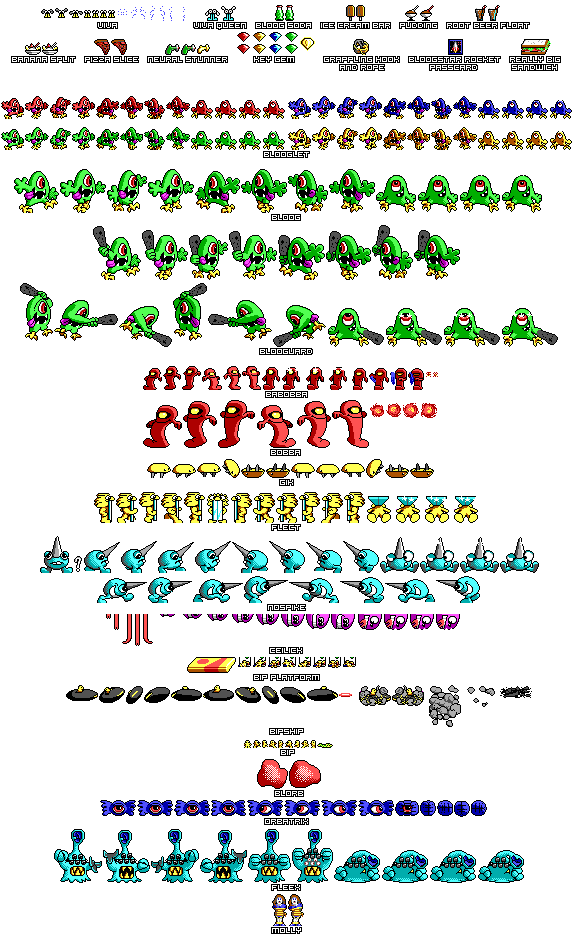 VIVA
VIVA QUEEN
BLOOG SODA
ICE CREAM BAR
PUDDING
ROOT BEER FLOAT
BANANA SPLIT
PIZZA SLICE
NEURAL STUNNER
KEY GEM
GRAPPLING HOOK
AND ROPE
BLOOGSTAR ROCKET
PASSCARD
REALLY BIG
SANDWICH
BLOOGLET
BLOOG
BLOOGUARD
BABOBBA
BOBBA
GIK
FLECT
?
NOSPIKE
CEILICK
BIP PLATFORM
BIPSHIP
BIP
BLORB
ORBATRIX
FLEEX
MOLLY